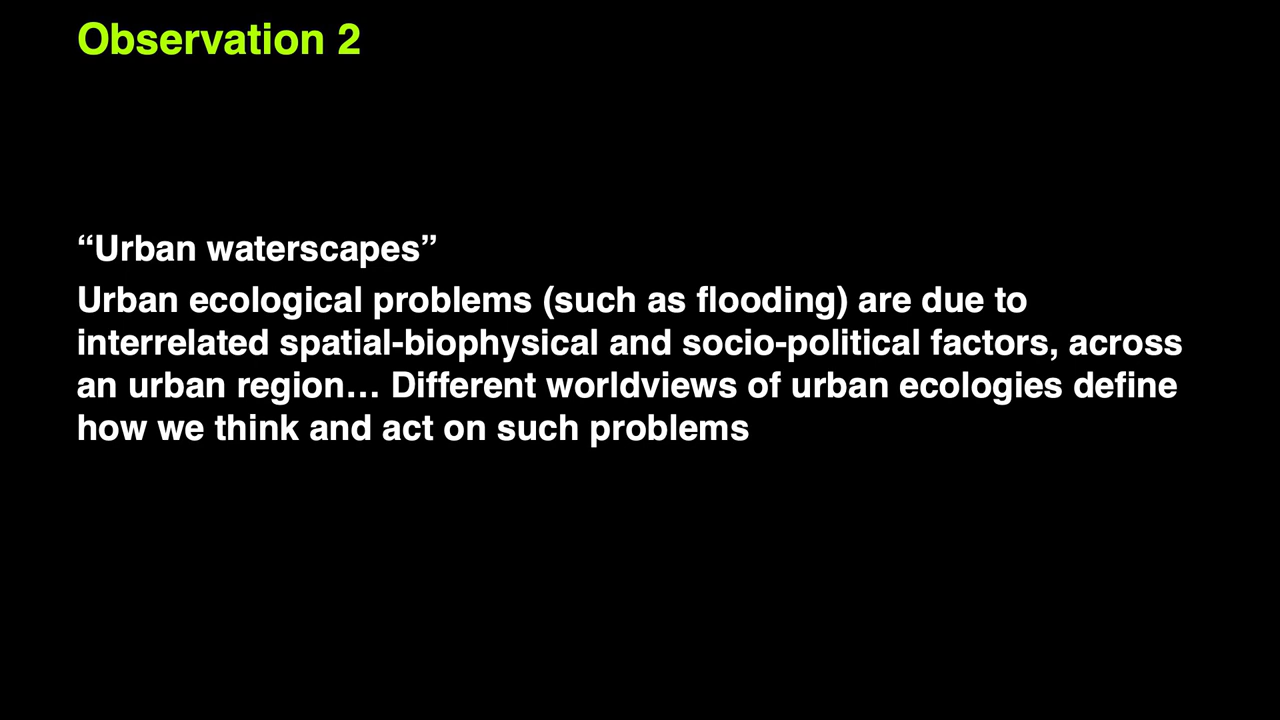 Observation 2
“Urban waterscapes”
Urban ecological problems (such as flooding) are due to
interrelated spatial-biophysical and socio-political factors, across
an urban region… Different worldviews of urban ecologies define
how we think and act on such problems